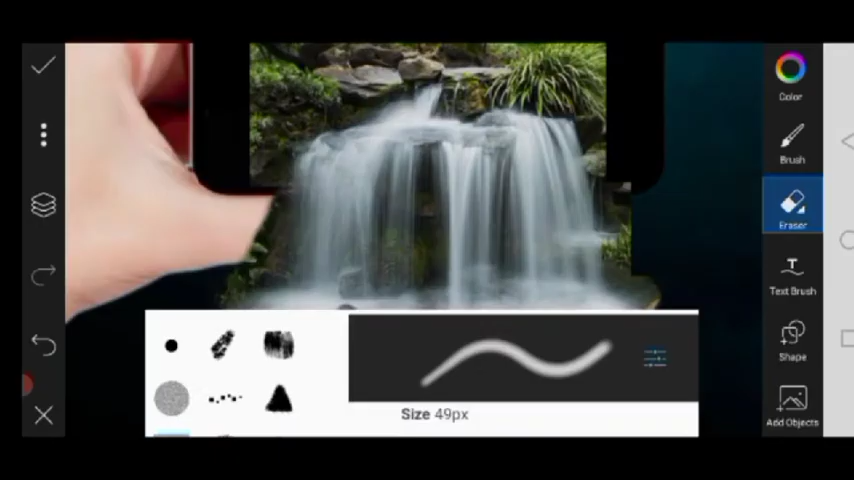 Color
Brush
Eraser
Text Brush
Shape
Add Objects
Size 49px